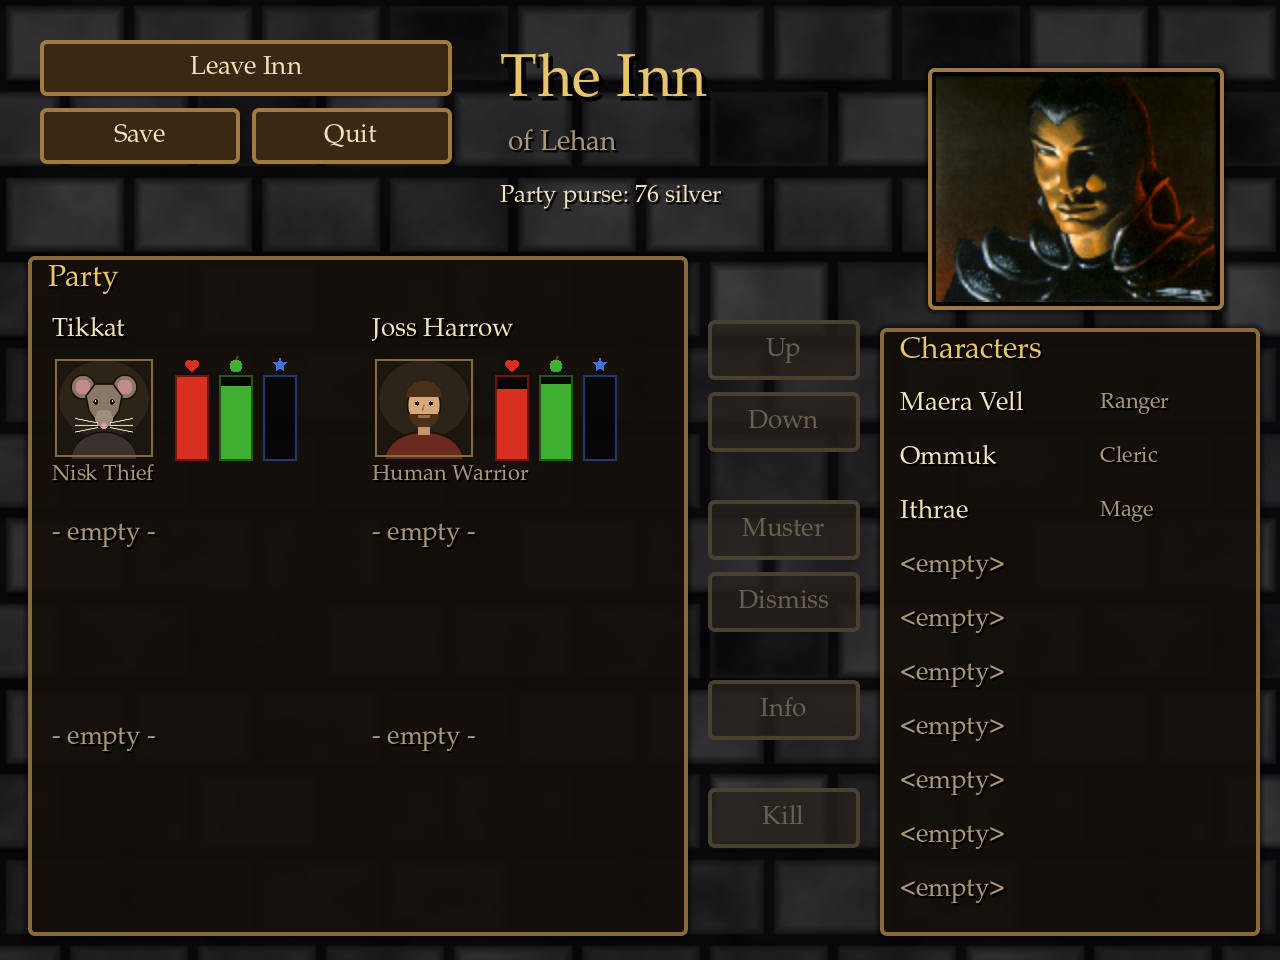 Leave Inn
Save
Quit
The Inn
of Lehan
Party purse: 76 silver
Party
Tikkat
Joss Harrow
Nisk Thief
Human Warrior
- empty -
- empty -
- empty -
- empty -
Up
Down
Muster
Dismiss
Info
Kill
Characters
Maera Vell Ranger
Ommuk Cleric
Ithrae Mage
<empty>
<empty>
<empty>
<empty>
<empty>
<empty>
<empty>